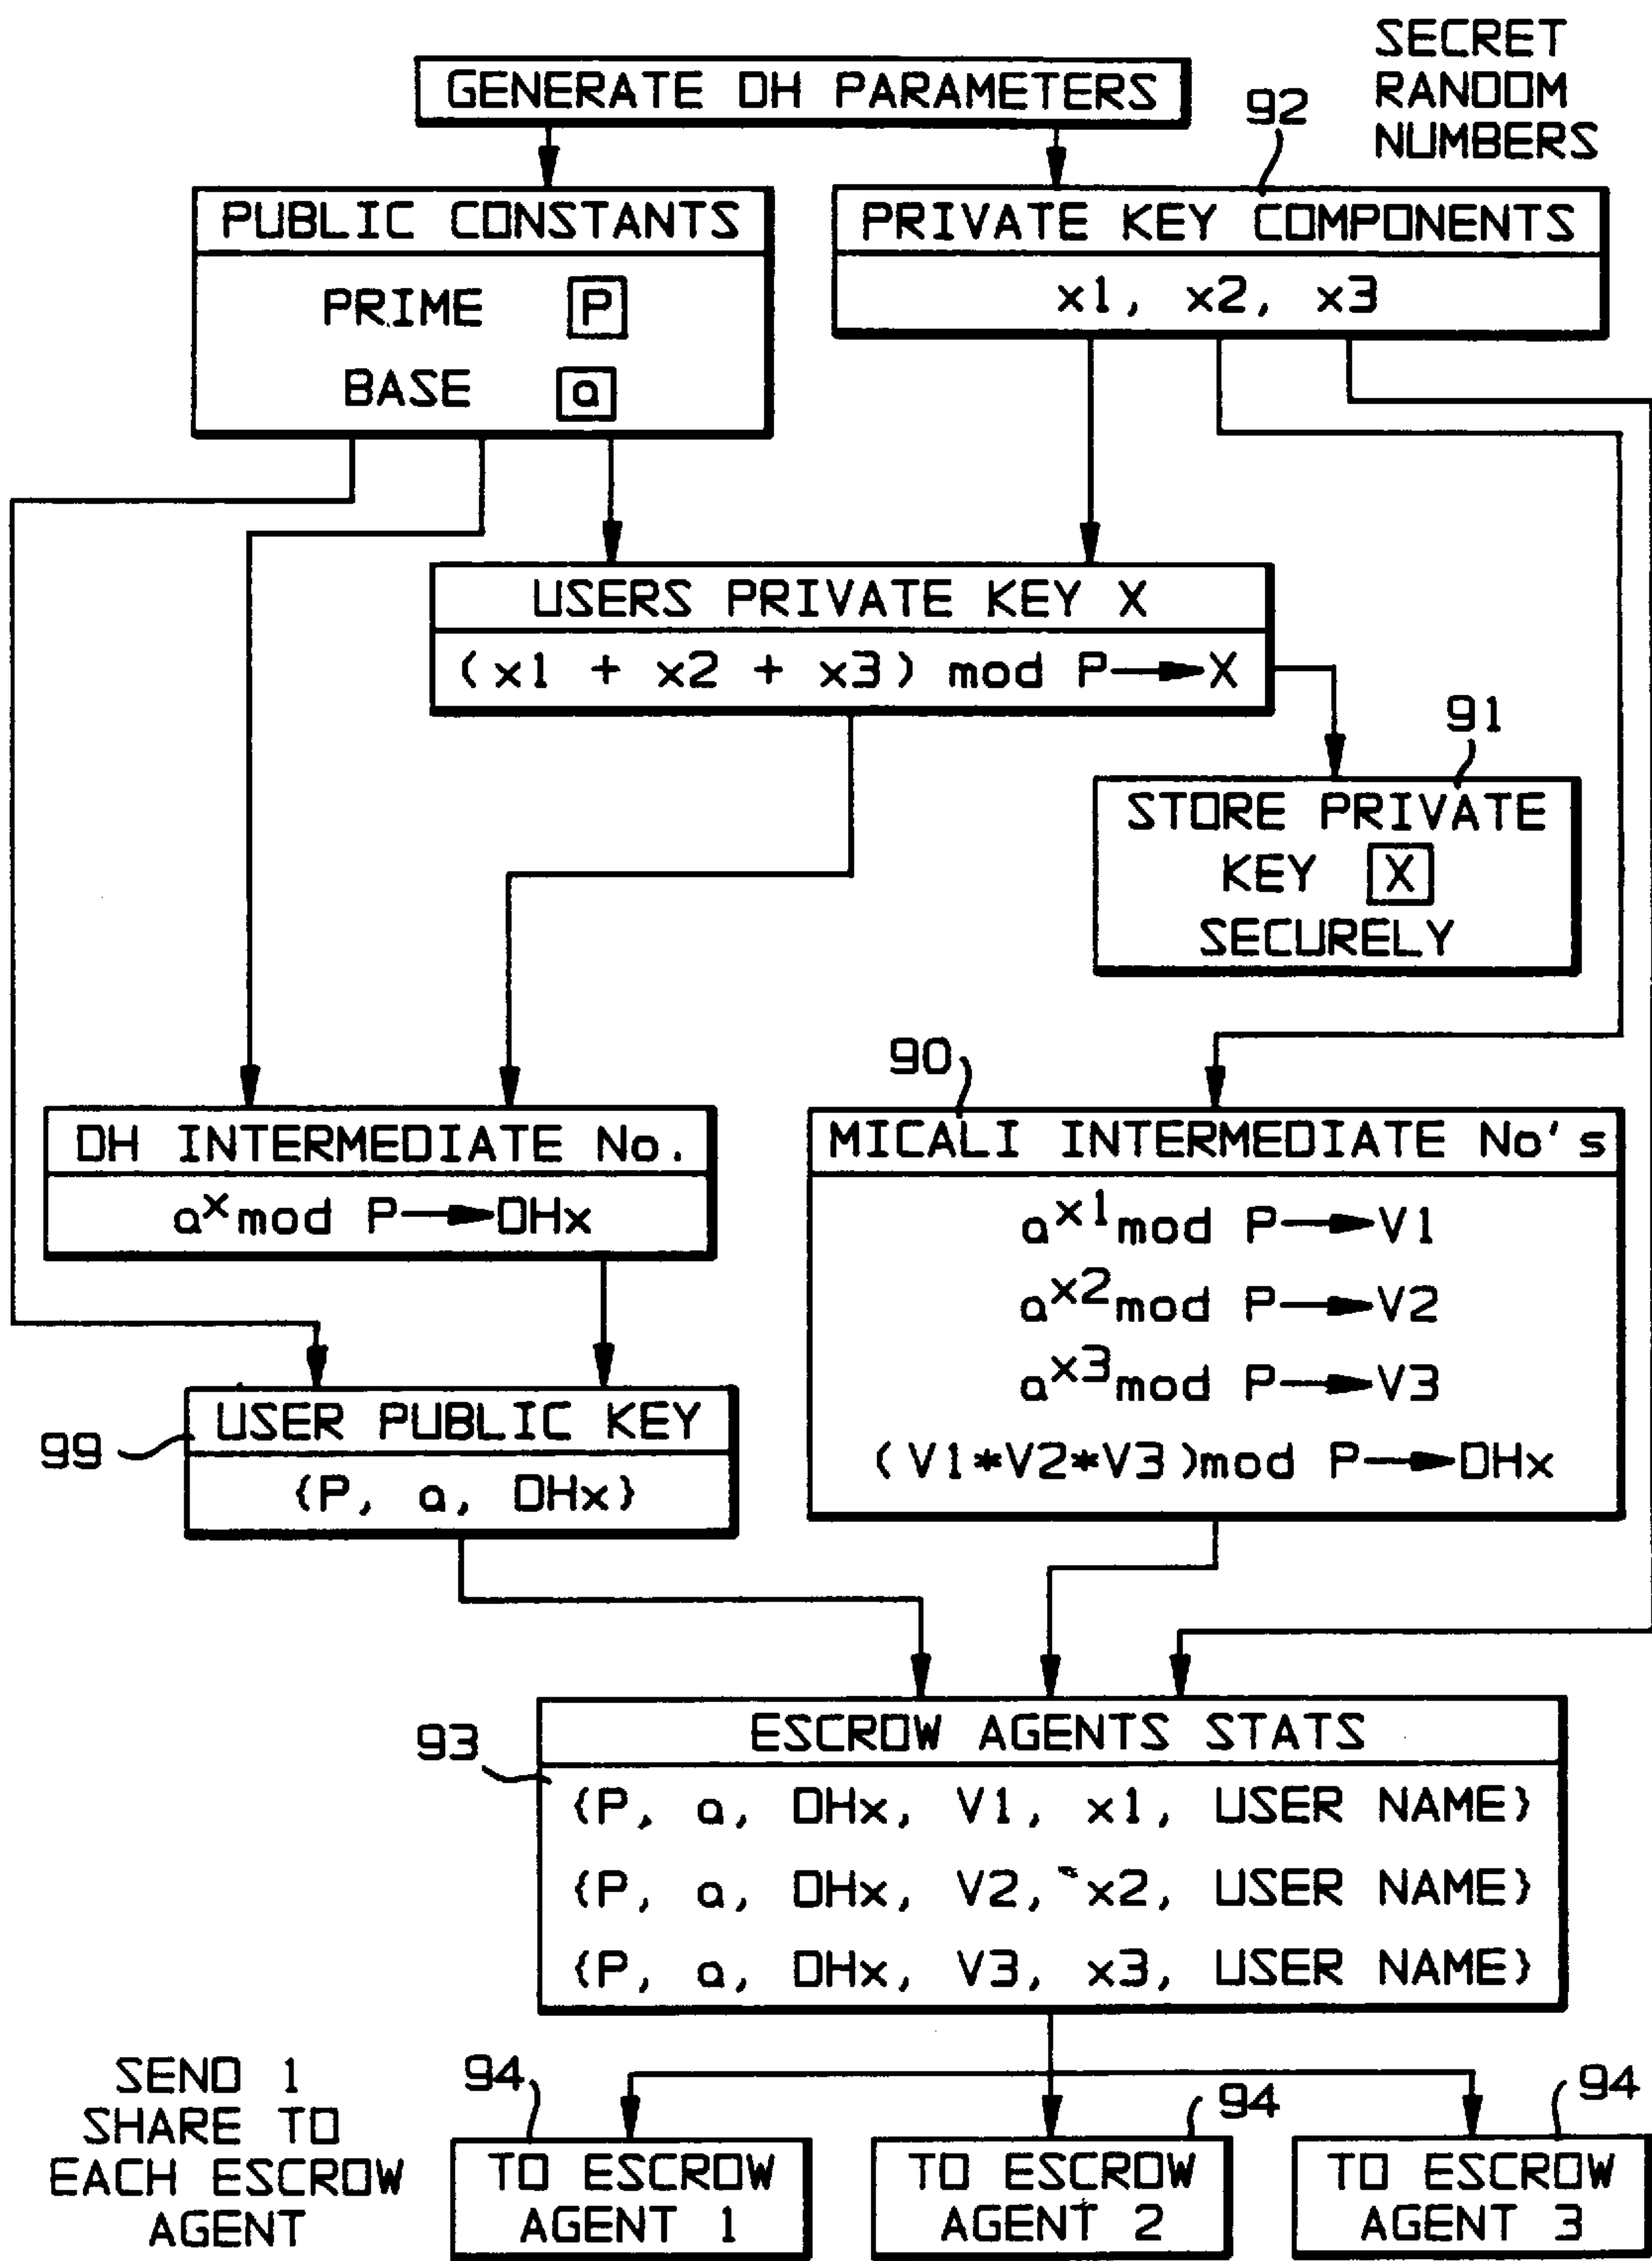 SECRET
RANDOM
NUMBERS
GENERATE DH PARAMETERS
92
PUBLIC CONSTANTS
PRIME P
BASE a
PRIVATE KEY COMPONENTS
x1, x2, x3
USERS PRIVATE KEY X
(x1 + x2 + x3) mod P→X
91
STORE PRIVATE
KEY X
SECURELY
DH INTERMEDIATE No.
a^x mod P→DHx
90
MICALI INTERMEDIATE No's
a^x1 mod P→V1
a^x2 mod P→V2
a^x3 mod P→V3
(V1*V2*V3)mod P→DHx
99
USER PUBLIC KEY
{P, a, DHx}
93
ESCROW AGENTS STATS
{P, a, DHx, V1, x1, USER NAME}
{P, a, DHx, V2, x2, USER NAME}
{P, a, DHx, V3, x3, USER NAME}
SEND 1
SHARE TO
EACH ESCROW
AGENT
94
TO ESCROW
AGENT 1
94
TO ESCROW
AGENT 2
94
TO ESCROW
AGENT 3